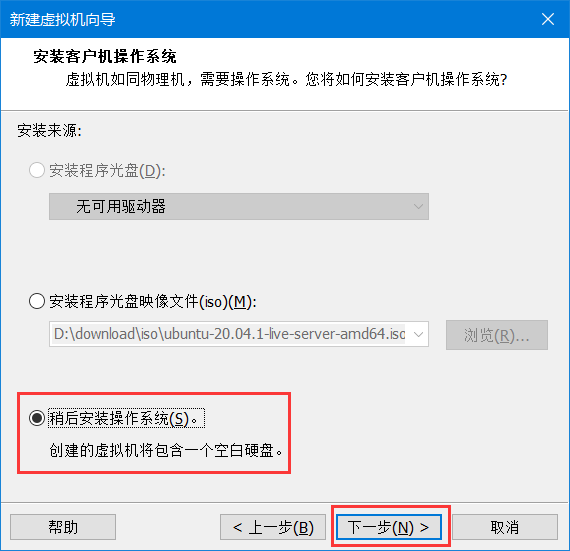 新建虚拟机向导
安装客户机操作系统
虚拟机如同物理机，需要操作系统。您将如何安装客户机操作系统?
安装来源:
安装程序光盘(D):
无可用驱动器
安装程序光盘映像文件(iso)(M):
D:\download\iso\ubuntu-20.04.1-live-server-amd64.iso
浏览(R)...
稍后安装操作系统(S)。
创建的虚拟机将包含一个空白硬盘。
帮助
< 上一步(B)
下一步(N) >
取消